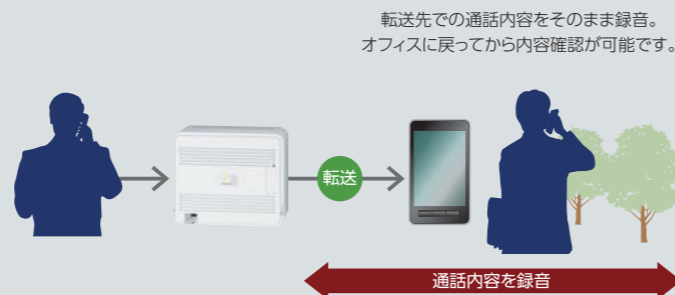 転送先での通話内容をそのまま録音。
オフィスに戻ってから内容確認が可能です。
転送
通話内容を録音